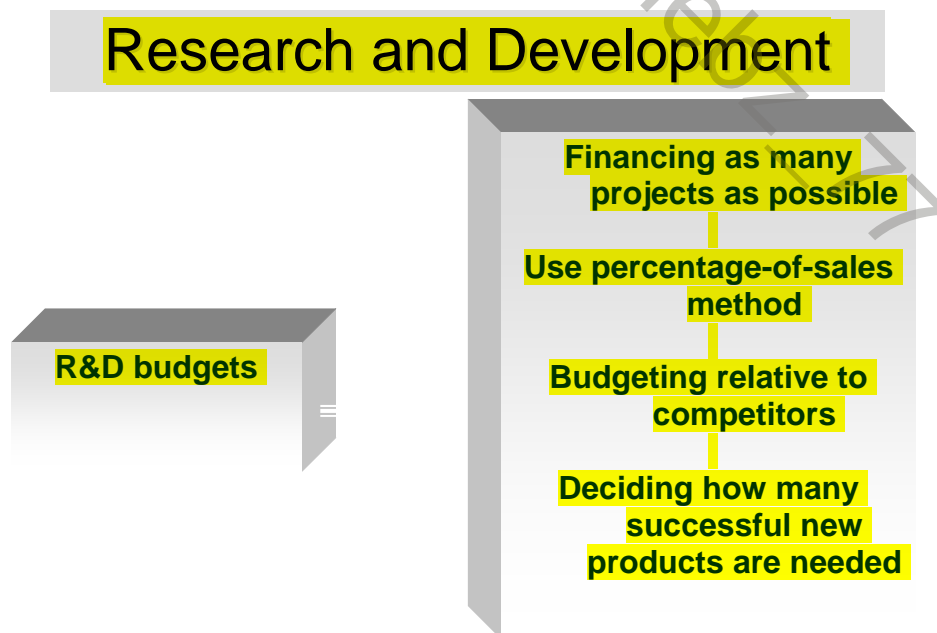 Research and Development
Financing as many
projects as possible
Use percentage-of-sales
method
R&D budgets
Budgeting relative to
competitors
Deciding how many
successful new
products are needed